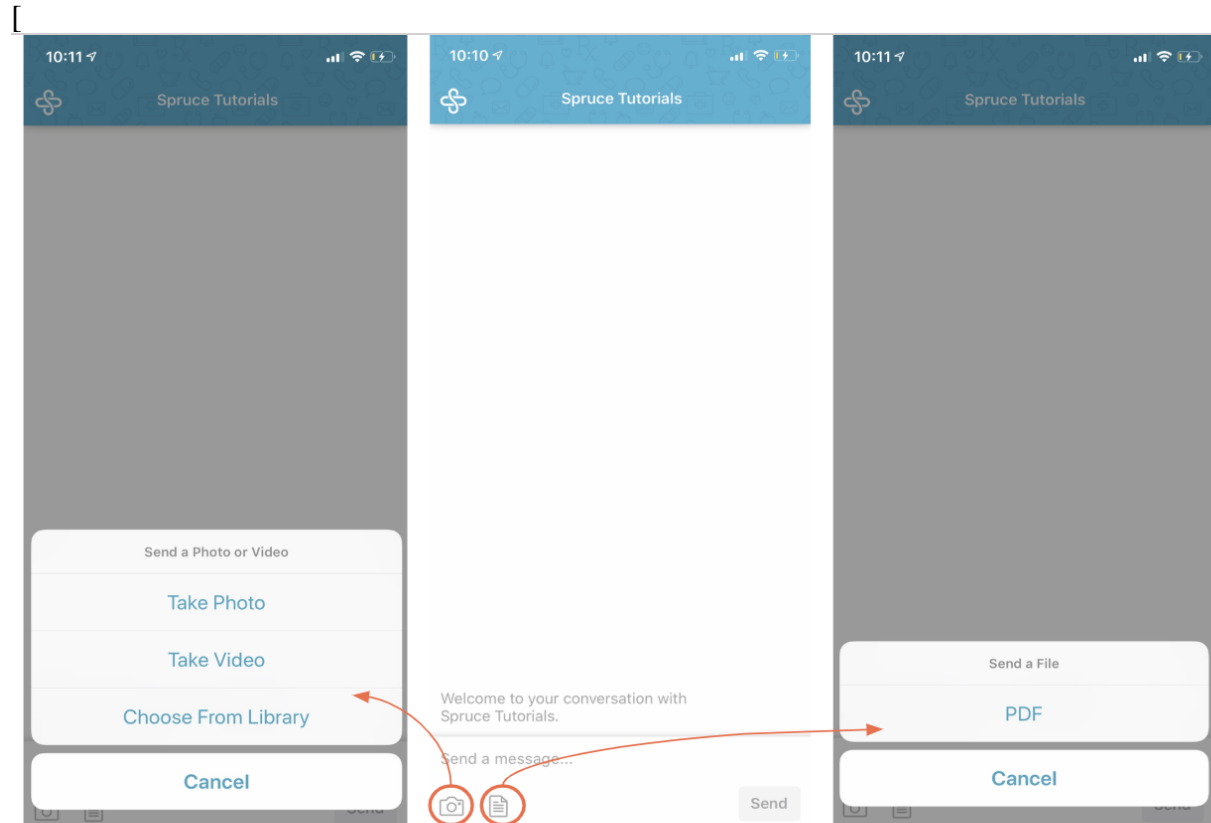 [
10:11
Spruce Tutorials
Send a Photo or Video
Take Photo
Take Video
Choose From Library
Cancel
Send
10:10
Spruce Tutorials
Welcome to your conversation with
Spruce Tutorials.
Send a message...
Send
10:11
Spruce Tutorials
Send a File
PDF
Cancel
Send